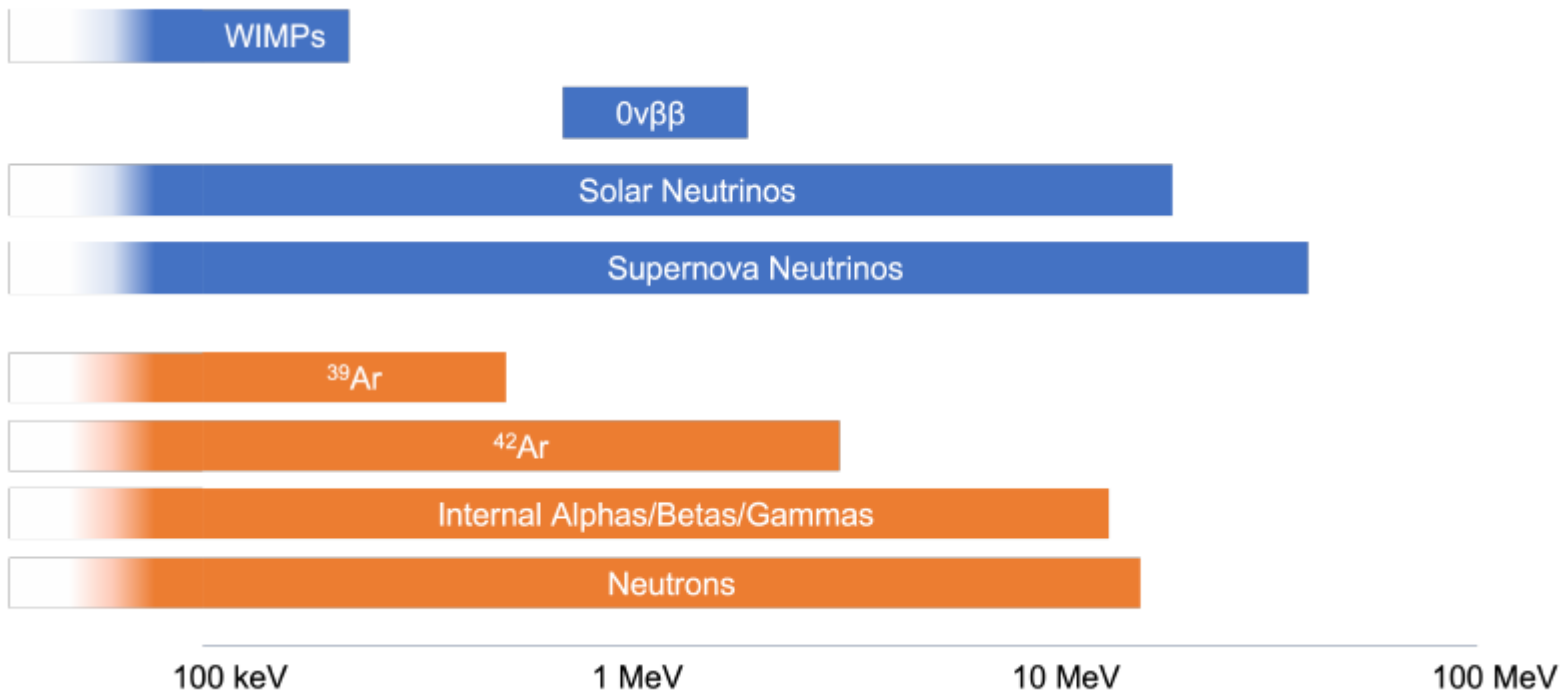 WIMPs
0νββ
Solar Neutrinos
Supernova Neutrinos
³⁹Ar
⁴²Ar
Internal Alphas/Betas/Gammas
Neutrons
100 keV 1 MeV 10 MeV 100 MeV